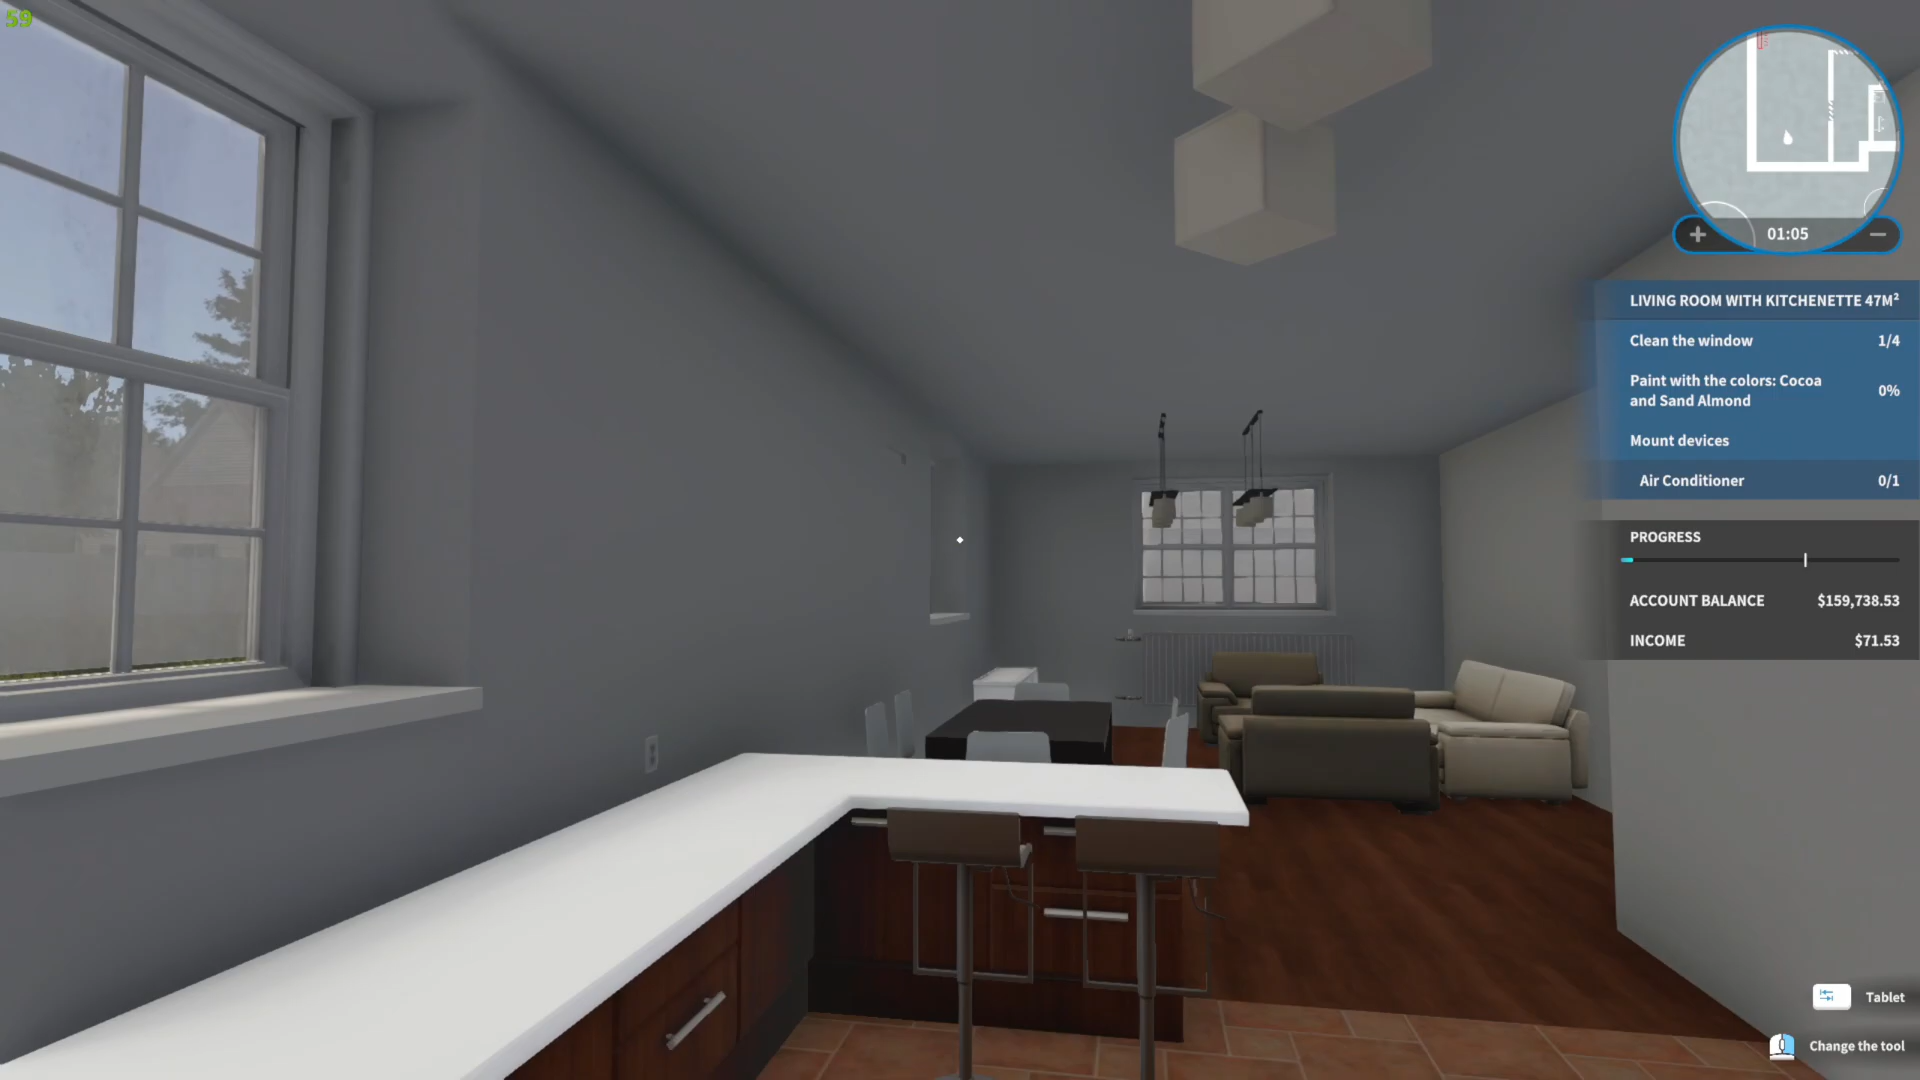 59
01:05
LIVING ROOM WITH KITCHENETTE 47M²
Clean the window 1/4
Paint with the colors: Cocoa
and Sand Almond 0%
Mount devices
Air Conditioner 0/1
PROGRESS
ACCOUNT BALANCE $159,738.53
INCOME $71.53
Tablet
Change the tool